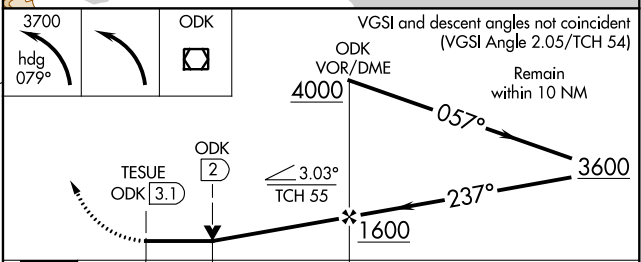 3700
hdg
079°
ODK
VGSI and descent angles not coincident
(VGSI Angle 2.05/TCH 54)
ODK
VOR/DME
4000
Remain
within 10 NM
057°
3600
237°
1600
ODK
2
TESUE
ODK 3.1
3.03°
TCH 55